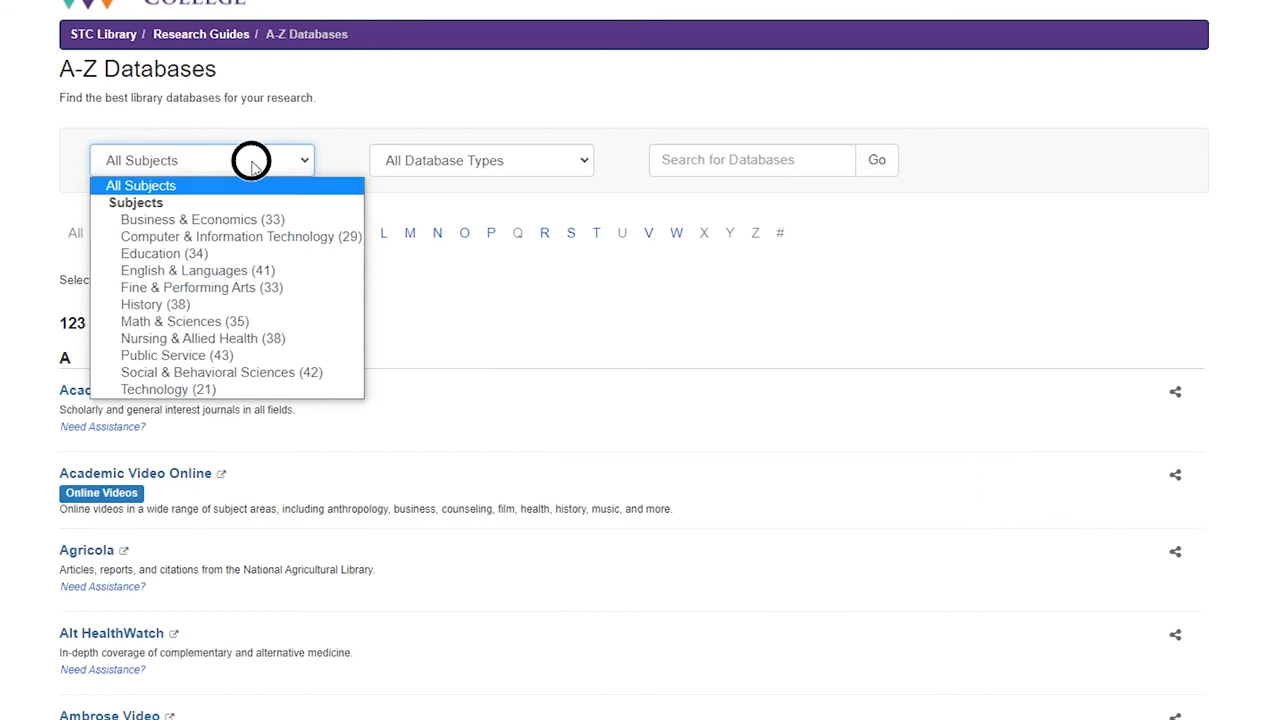 COLLEGE
STC Library / Research Guides / A-Z Databases
A-Z Databases
Find the best library databases for your research.
All Subjects
All Database Types
Search for Databases
Go
All Subjects
Subjects
Business & Economics (33)
Computer & Information Technology (29)
Education (34)
English & Languages (41)
Fine & Performing Arts (33)
History (38)
Math & Sciences (35)
Nursing & Allied Health (38)
Public Service (43)
Social & Behavioral Sciences (42)
Technology (21)
All L M N O P Q R S T U V W X Y Z #
123
A
Scholarly and general interest journals in all fields.
Need Assistance?
Academic Video Online
Online Videos
Online videos in a wide range of subject areas, including anthropology, business, counseling, film, health, history, music, and more.
Agricola
Articles, reports, and citations from the National Agricultural Library.
Need Assistance?
Alt HealthWatch
In-depth coverage of complementary and alternative medicine.
Need Assistance?
Ambrose Video